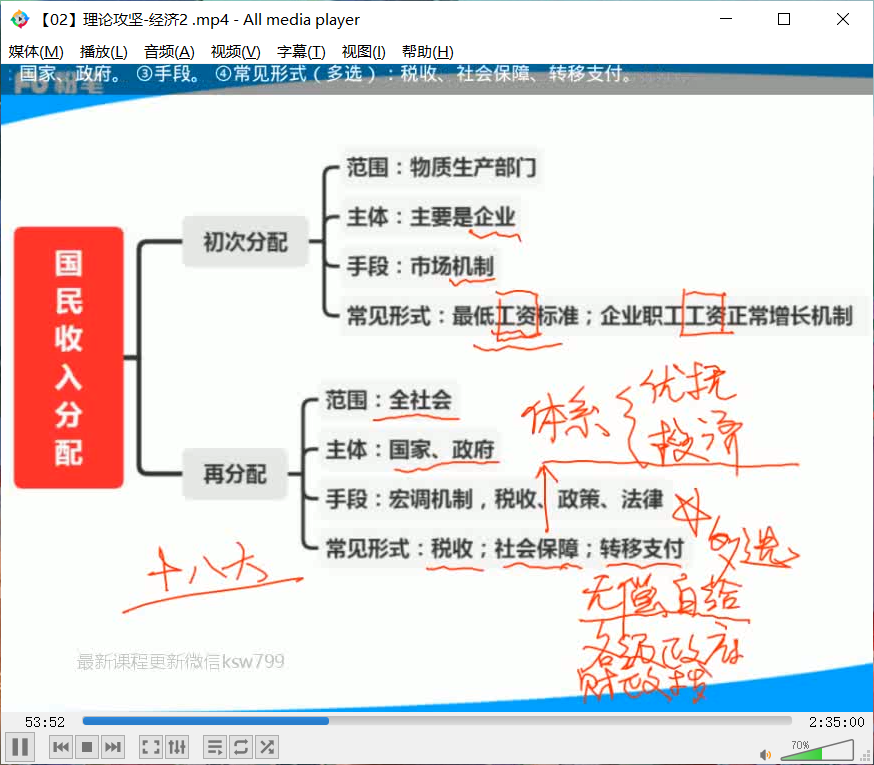 【02】理论攻坚-经济2 .mp4 - All media player
媒体(M) 播放(L) 音频(A) 视频(V) 字幕(T) 视图(I) 帮助(H)
国家、政府。 ③手段。 ④常见形式（多选）：税收、社会保障、转移支付。
粉笔
国民收入分配
初次分配
范围：物质生产部门
主体：主要是企业
手段：市场机制
常见形式：最低工资标准；企业职工工资正常增长机制
再分配
范围：全社会
主体：国家、政府
手段：宏调机制，税收、政策、法律
常见形式：税收；社会保障；转移支付
体系
优抚
救济
多选
十八大
无偿
各级政府
财政
最新课程更新微信ksw799
53:52
2:35:00
70%